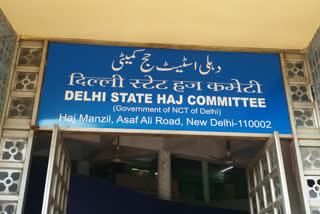 دہلی اسٹیٹ حج کمیٹی
दिल्ली स्टेट हज कमेटी
DELHI STATE HAJ COMMITTEE
(Government of NCT of Delhi)
Haj Manzil, Asaf Ali Road, New Delhi-110002